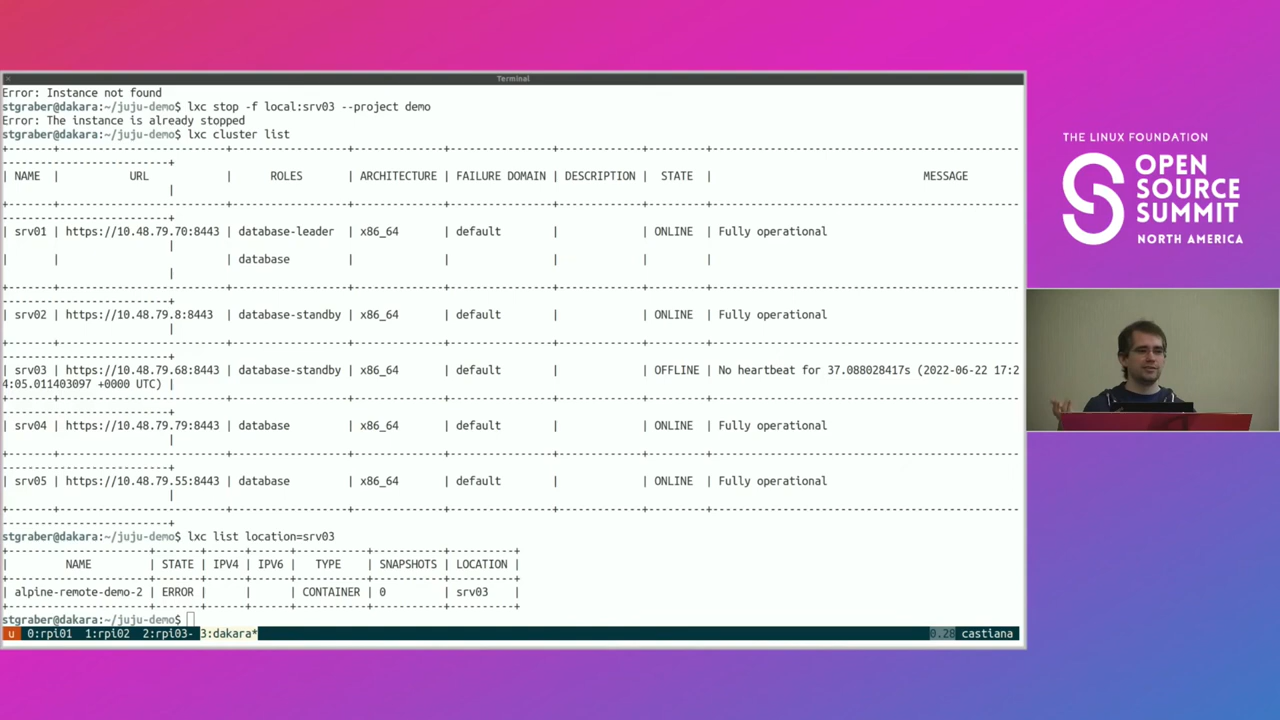 Terminal
Error: Instance not found
stgraber@dakara:~/juju-demo$ lxc stop -f local:srv03 --project demo
Error: The instance is already stopped
stgraber@dakara:~/juju-demo$ lxc cluster list
| NAME | URL | ROLES | ARCHITECTURE | FAILURE DOMAIN | DESCRIPTION | STATE | MESSAGE
|
| srv01 | https://10.48.79.70:8443 | database-leader | x86_64 | default | | ONLINE | Fully operational
|
| | | database | | | | |
|
| srv02 | https://10.48.79.8:8443 | database-standby | x86_64 | default | | ONLINE | Fully operational
|
| srv03 | https://10.48.79.68:8443 | database-standby | x86_64 | default | | OFFLINE | No heartbeat for 37.088028417s (2022-06-22 17:2
4:05.011403097 +0000 UTC) |
| srv04 | https://10.48.79.79:8443 | database | x86_64 | default | | ONLINE | Fully operational
|
| srv05 | https://10.48.79.55:8443 | database | x86_64 | default | | ONLINE | Fully operational
|
stgraber@dakara:~/juju-demo$ lxc list location=srv03
| NAME | STATE | IPV4 | IPV6 | TYPE | SNAPSHOTS | LOCATION |
| alpine-remote-demo-2 | ERROR | | | CONTAINER | 0 | srv03 |
stgraber@dakara:~/juju-demo$
u 0:rpi01 1:rpi02 2:rpi03- 3:dakara* 0.28 castiana
THE LINUX FOUNDATION
OPEN
SOURCE
SUMMIT
NORTH AMERICA